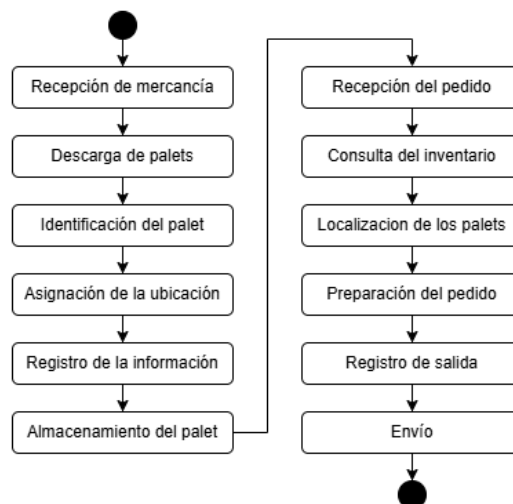 Recepción de mercancía
Descarga de palets
Identificación del palet
Asignación de la ubicación
Registro de la información
Almacenamiento del palet
Recepción del pedido
Consulta del inventario
Localizacion de los palets
Preparación del pedido
Registro de salida
Envío